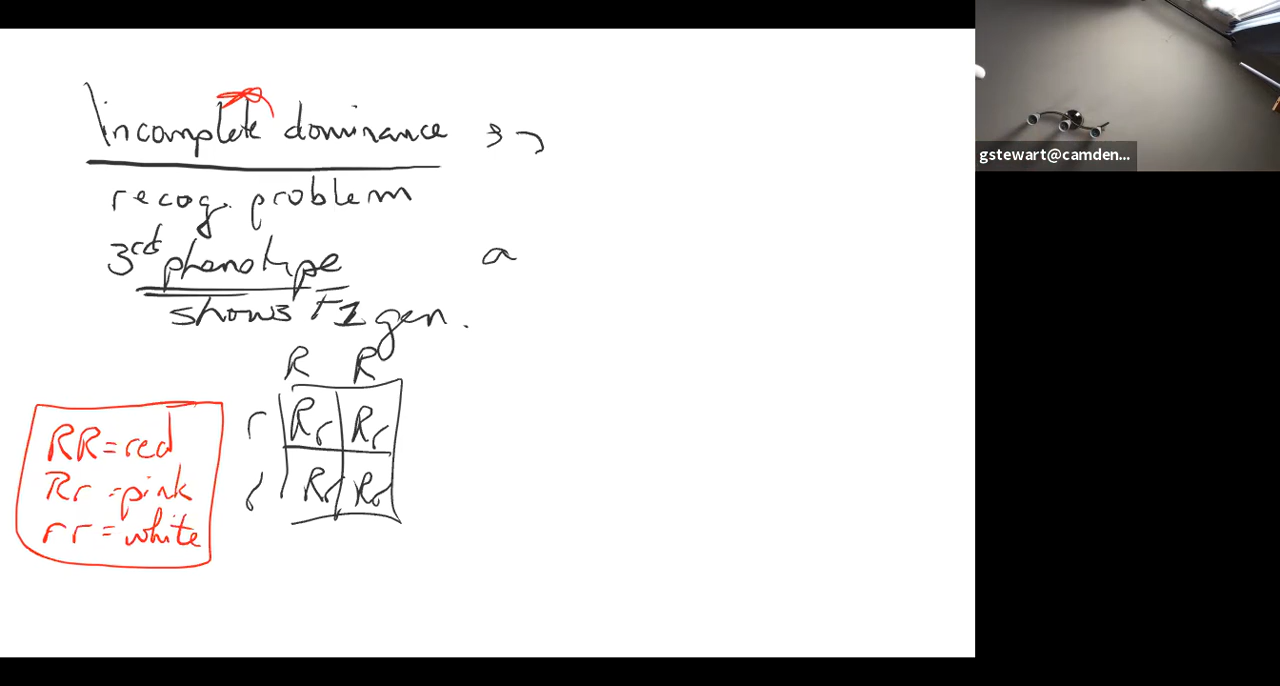 Incomplete dominance
recog. problem
3rd phenotype
a
shows F1 gen.
R R
r Rr Rr
r Rr Rr
RR = red
Rr = pink
rr = white
gstewart@camden...